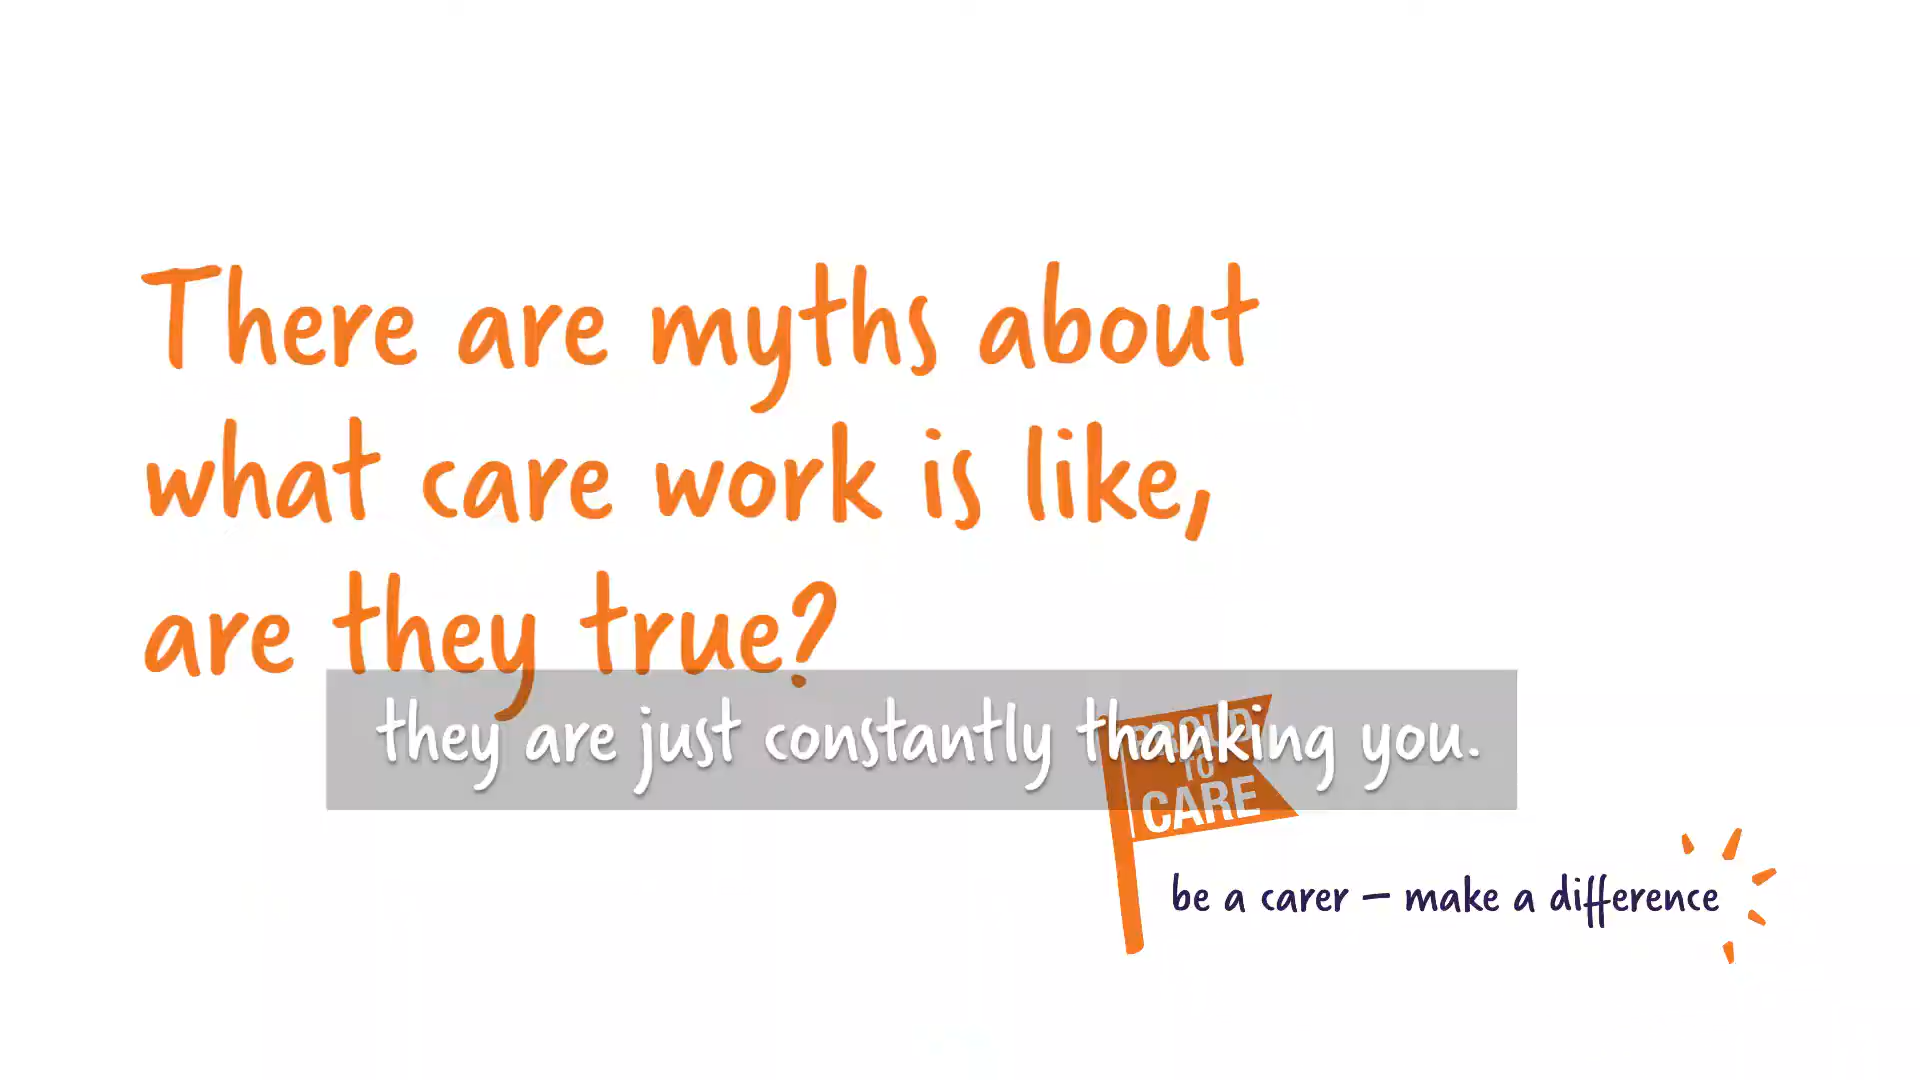 There are myths about
what care work is like,
are they true?
they are just constantly thanking you.
PROUD
TO
CARE
be a carer – make a difference